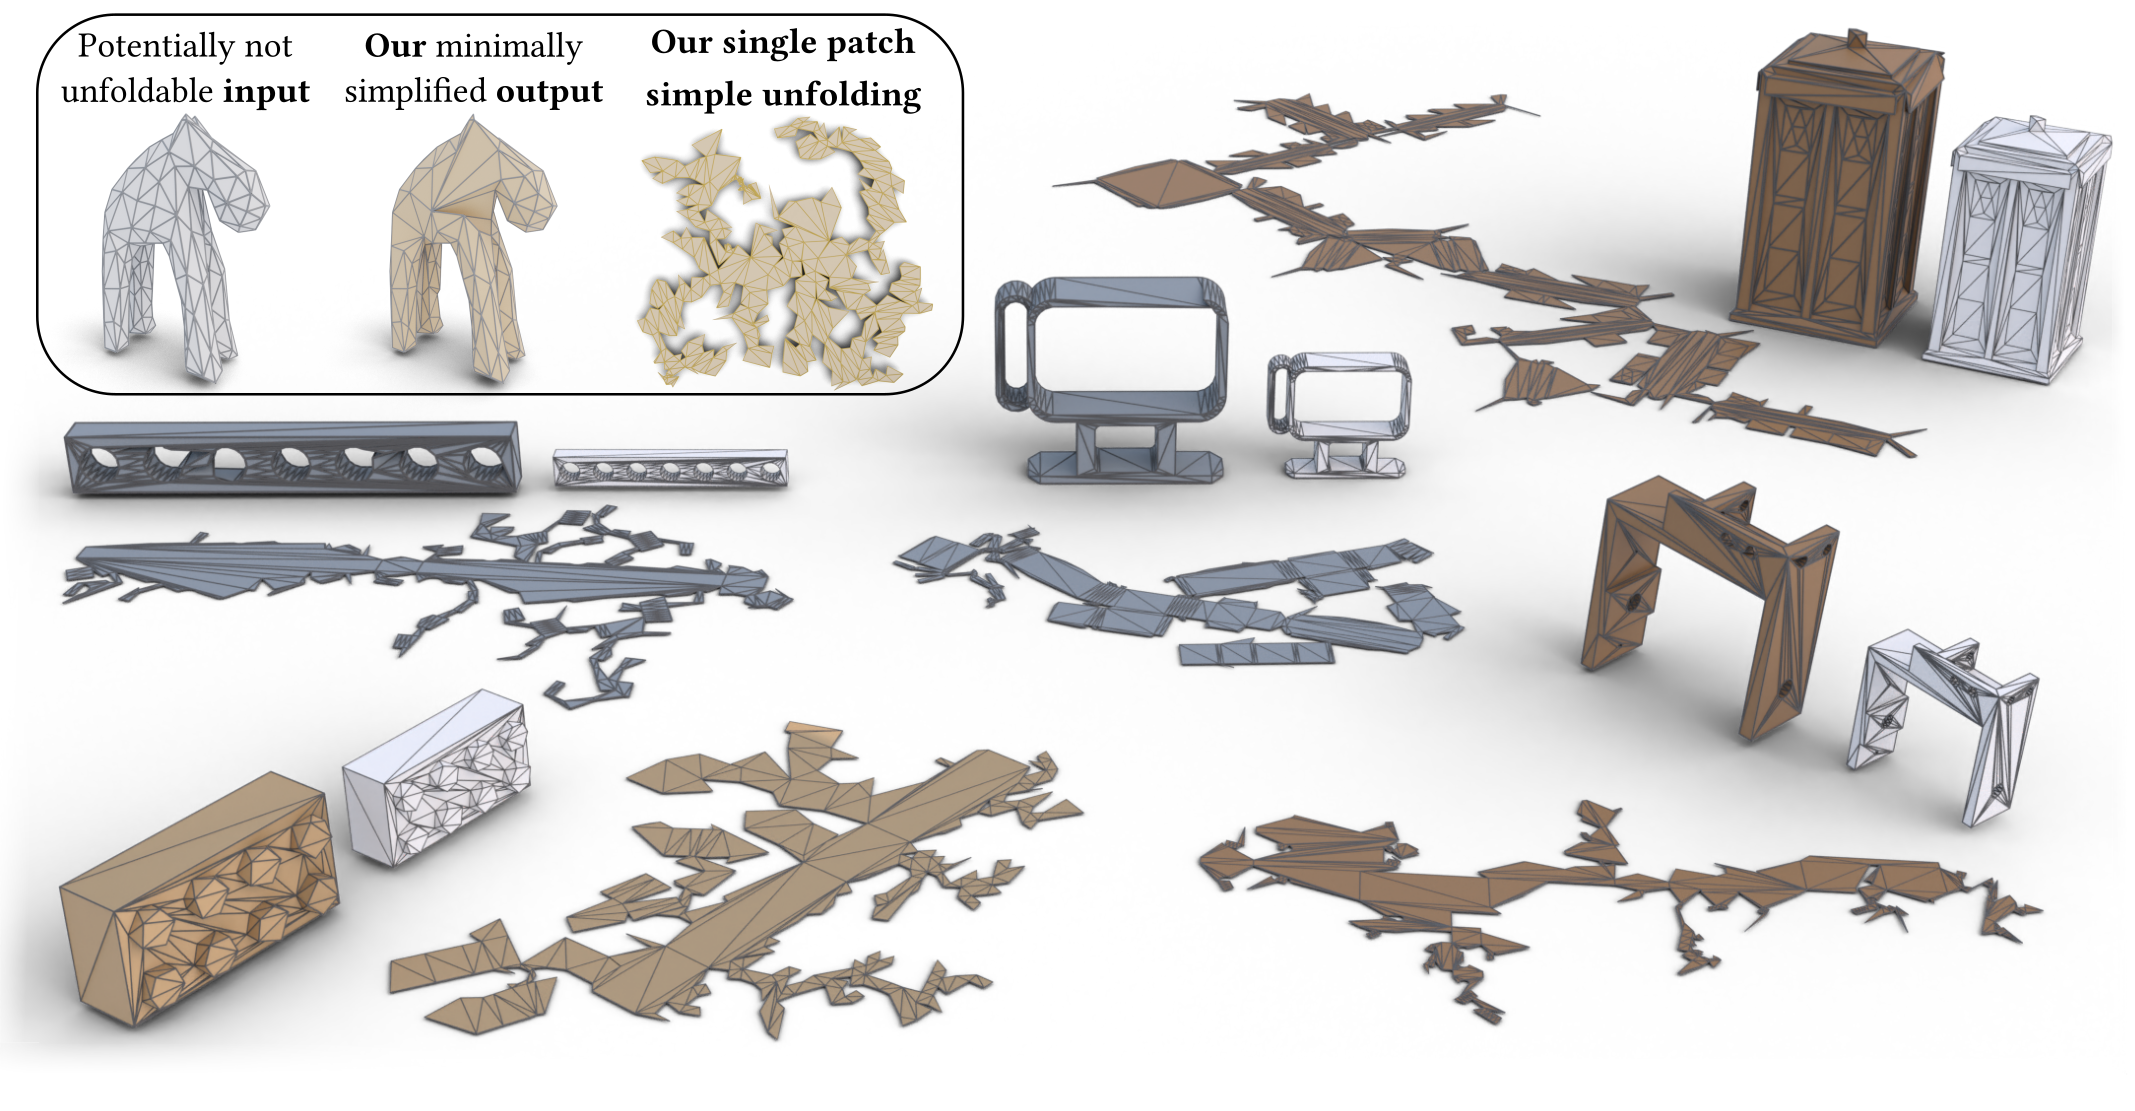 Potentially not
unfoldable input
Our minimally
simplified output
Our single patch
simple unfolding